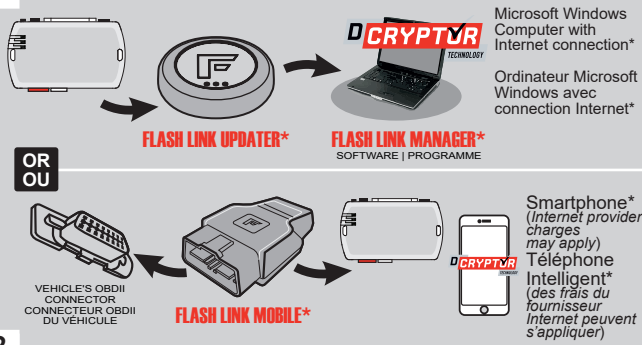 DCRYPTOR
TECHNOLOGY
Microsoft Windows
Computer with
Internet connection*
Ordinateur Microsoft
Windows avec
connection Internet*
FLASH LINK UPDATER*
FLASH LINK MANAGER*
SOFTWARE | PROGRAMME
OR
OU
VEHICLE'S OBDII
CONNECTOR
CONNECTEUR OBDII
DU VÉHICULE
FLASH LINK MOBILE*
DCRYPTOR
TECHNOLOGY
Smartphone*
(Internet provider
charges
may apply)
Téléphone
Intelligent*
(des frais du
fournisseur
Internet peuvent
s'appliquer)